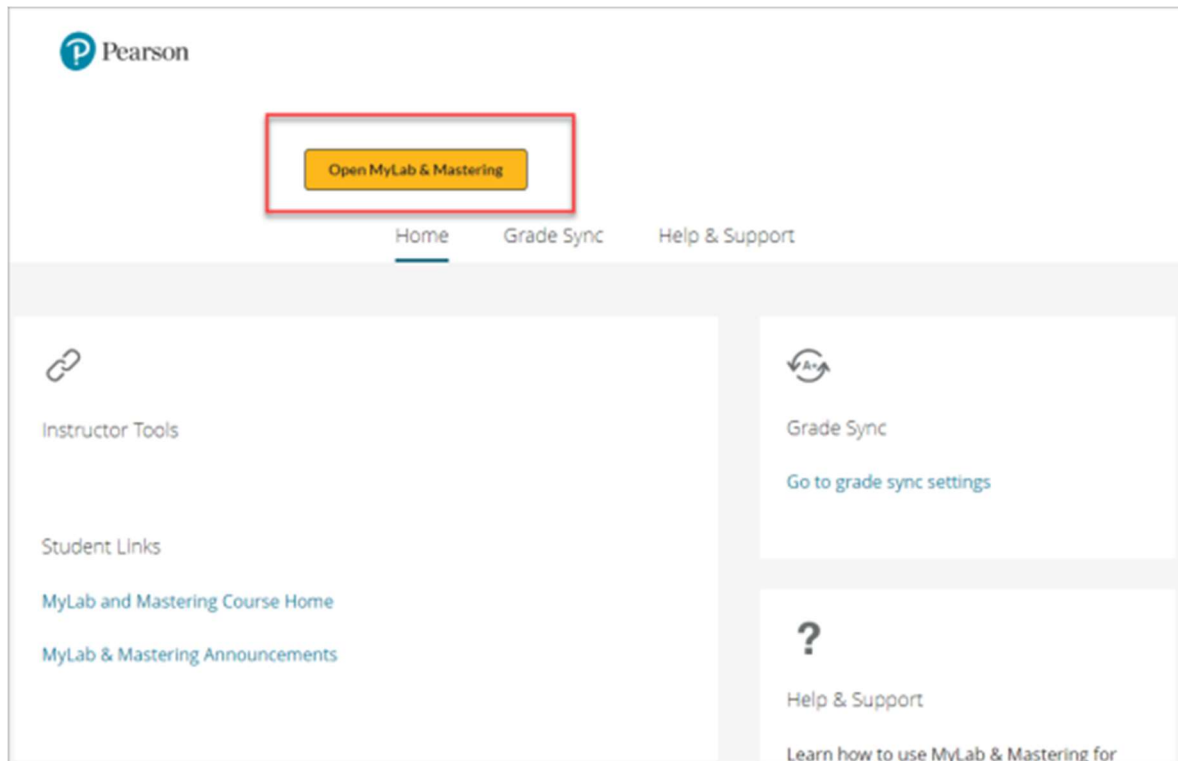 Pearson
Open MyLab & Mastering
Home Grade Sync Help & Support
Instructor Tools
Student Links
MyLab and Mastering Course Home
MyLab & Mastering Announcements
A+
Grade Sync
Go to grade sync settings
?
Help & Support
Learn how to use MyLab & Mastering for